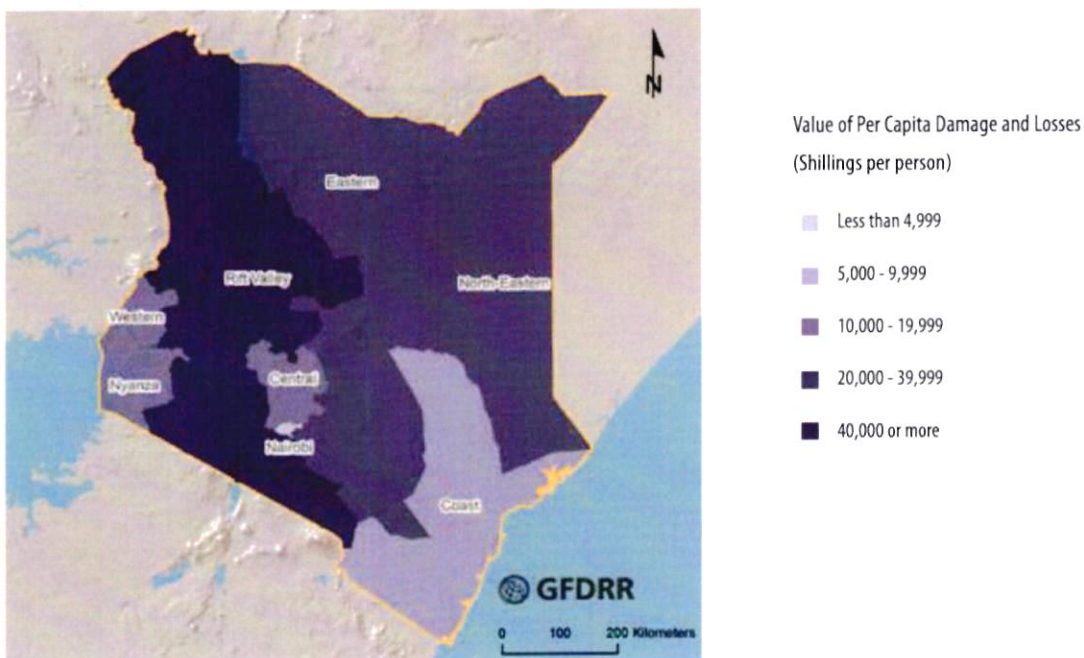 N
Eastern
Rift Valley
North-Eastern
Western
Nyanza
Central
Nairobi
Coast
GFDRR
0 100 200 Kilometers
Value of Per Capita Damage and Losses
(Shillings per person)
Less than 4,999
5,000 - 9,999
10,000 - 19,999
20,000 - 39,999
40,000 or more